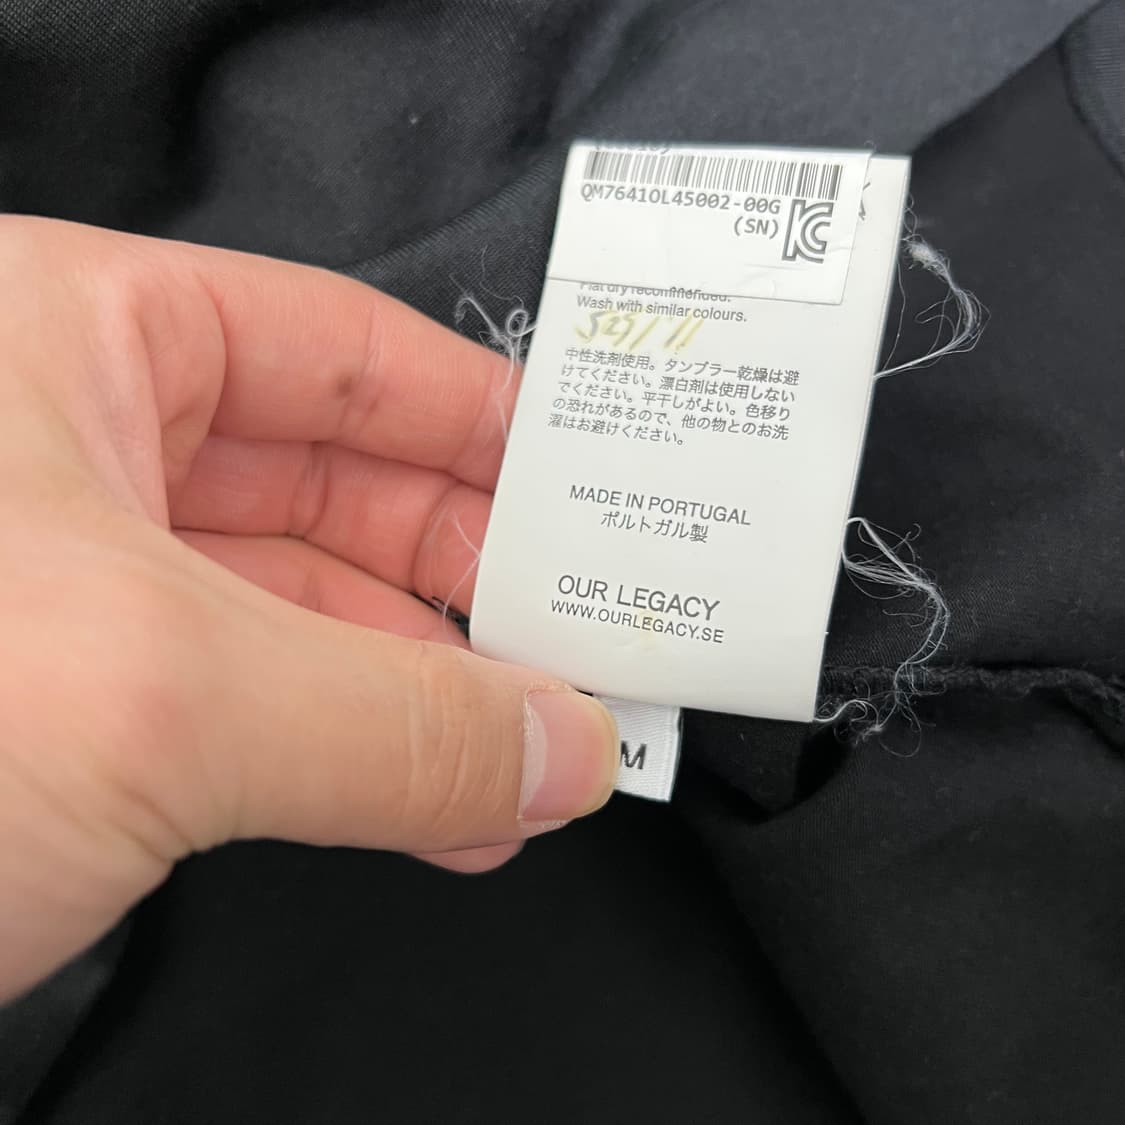 QM7641OL45002-00G
(SN)
Flat dry recommended.
Wash with similar colours.
中性洗剤使用。タンブラー乾燥は避
けてください。漂白剤は使用しない
でください。平干しがよい。色移り
の恐れがあるので、他の物とのお洗
濯はお避けください。
MADE IN PORTUGAL
ポルトガル製
OUR LEGACY
WWW.OURLEGACY.SE
M